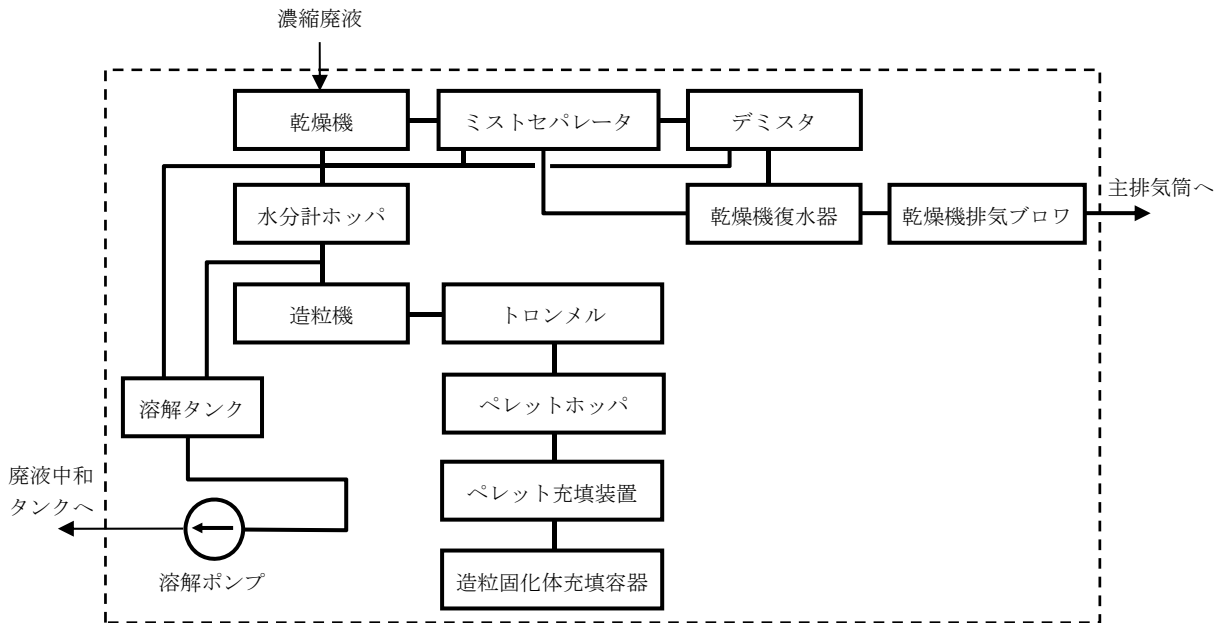 濃縮廃液
乾燥機
ミストセパレータ
デミスタ
主排気筒へ
水分計ホッパ
乾燥機復水器
乾燥機排気ブロワ
造粒機
トロンメル
溶解タンク
ペレットホッパ
廃液中和
タンクへ
ペレット充填装置
溶解ポンプ
造粒固化体充填容器